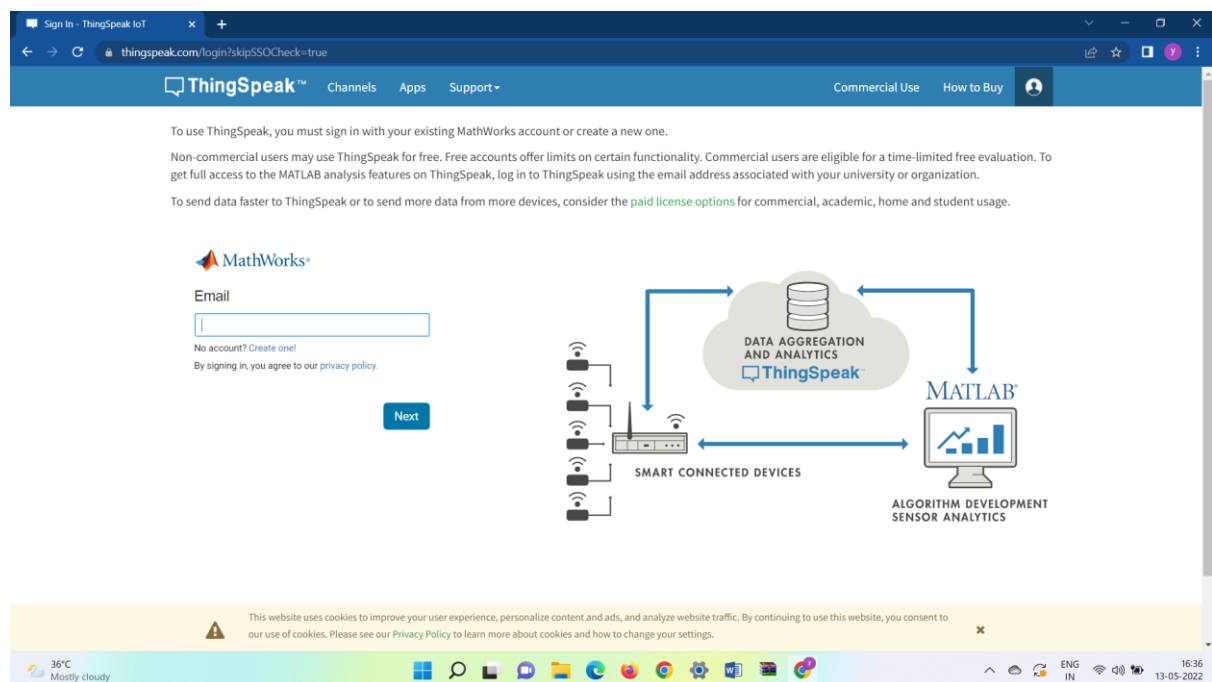 Sign In - ThingSpeak IoT
thingspeak.com/login?skipSSOCheck=true
y
ThingSpeak™ Channels Apps Support Commercial Use How to Buy
To use ThingSpeak, you must sign in with your existing MathWorks account or create a new one.
Non-commercial users may use ThingSpeak for free. Free accounts offer limits on certain functionality. Commercial users are eligible for a time-limited free evaluation. To
get full access to the MATLAB analysis features on ThingSpeak, log in to ThingSpeak using the email address associated with your university or organization.
To send data faster to ThingSpeak or to send more data from more devices, consider the paid license options for commercial, academic, home and student usage.
MathWorks®
Email
No account? Create one!
By signing in, you agree to our privacy policy.
Next
DATA AGGREGATION
AND ANALYTICS
ThingSpeak™
MATLAB®
SMART CONNECTED DEVICES
ALGORITHM DEVELOPMENT
SENSOR ANALYTICS
This website uses cookies to improve your user experience, personalize content and ads, and analyze website traffic. By continuing to use this website, you consent to
our use of cookies. Please see our Privacy Policy to learn more about cookies and how to change your settings.
36°C
Mostly cloudy
ENG
IN
16:36
13-05-2022